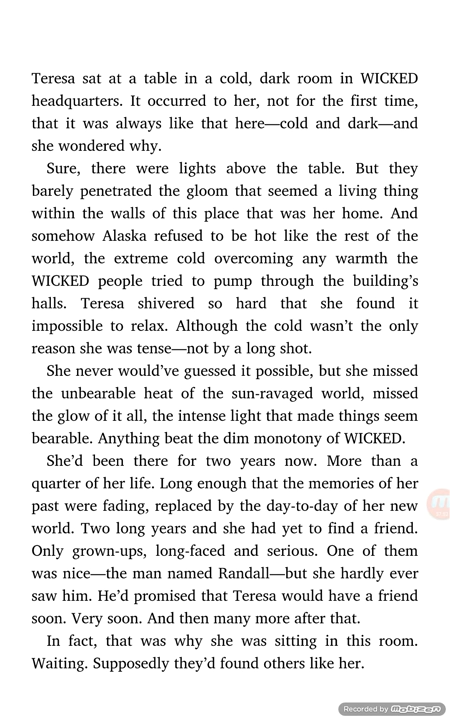 Teresa sat at a table in a cold, dark room in WICKED
headquarters. It occurred to her, not for the first time,
that it was always like that here—cold and dark—and
she wondered why.
Sure, there were lights above the table. But they
barely penetrated the gloom that seemed a living thing
within the walls of this place that was her home. And
somehow Alaska refused to be hot like the rest of the
world, the extreme cold overcoming any warmth the
WICKED people tried to pump through the building’s
halls. Teresa shivered so hard that she found it
impossible to relax. Although the cold wasn’t the only
reason she was tense—not by a long shot.
She never would’ve guessed it possible, but she missed
the unbearable heat of the sun-ravaged world, missed
the glow of it all, the intense light that made things seem
bearable. Anything beat the dim monotony of WICKED.
She’d been there for two years now. More than a
quarter of her life. Long enough that the memories of her
past were fading, replaced by the day-to-day of her new
world. Two long years and she had yet to find a friend.
Only grown-ups, long-faced and serious. One of them
was nice—the man named Randall—but she hardly ever
saw him. He’d promised that Teresa would have a friend
soon. Very soon. And then many more after that.
In fact, that was why she was sitting in this room.
Waiting. Supposedly they’d found others like her.
Recorded by mobizen